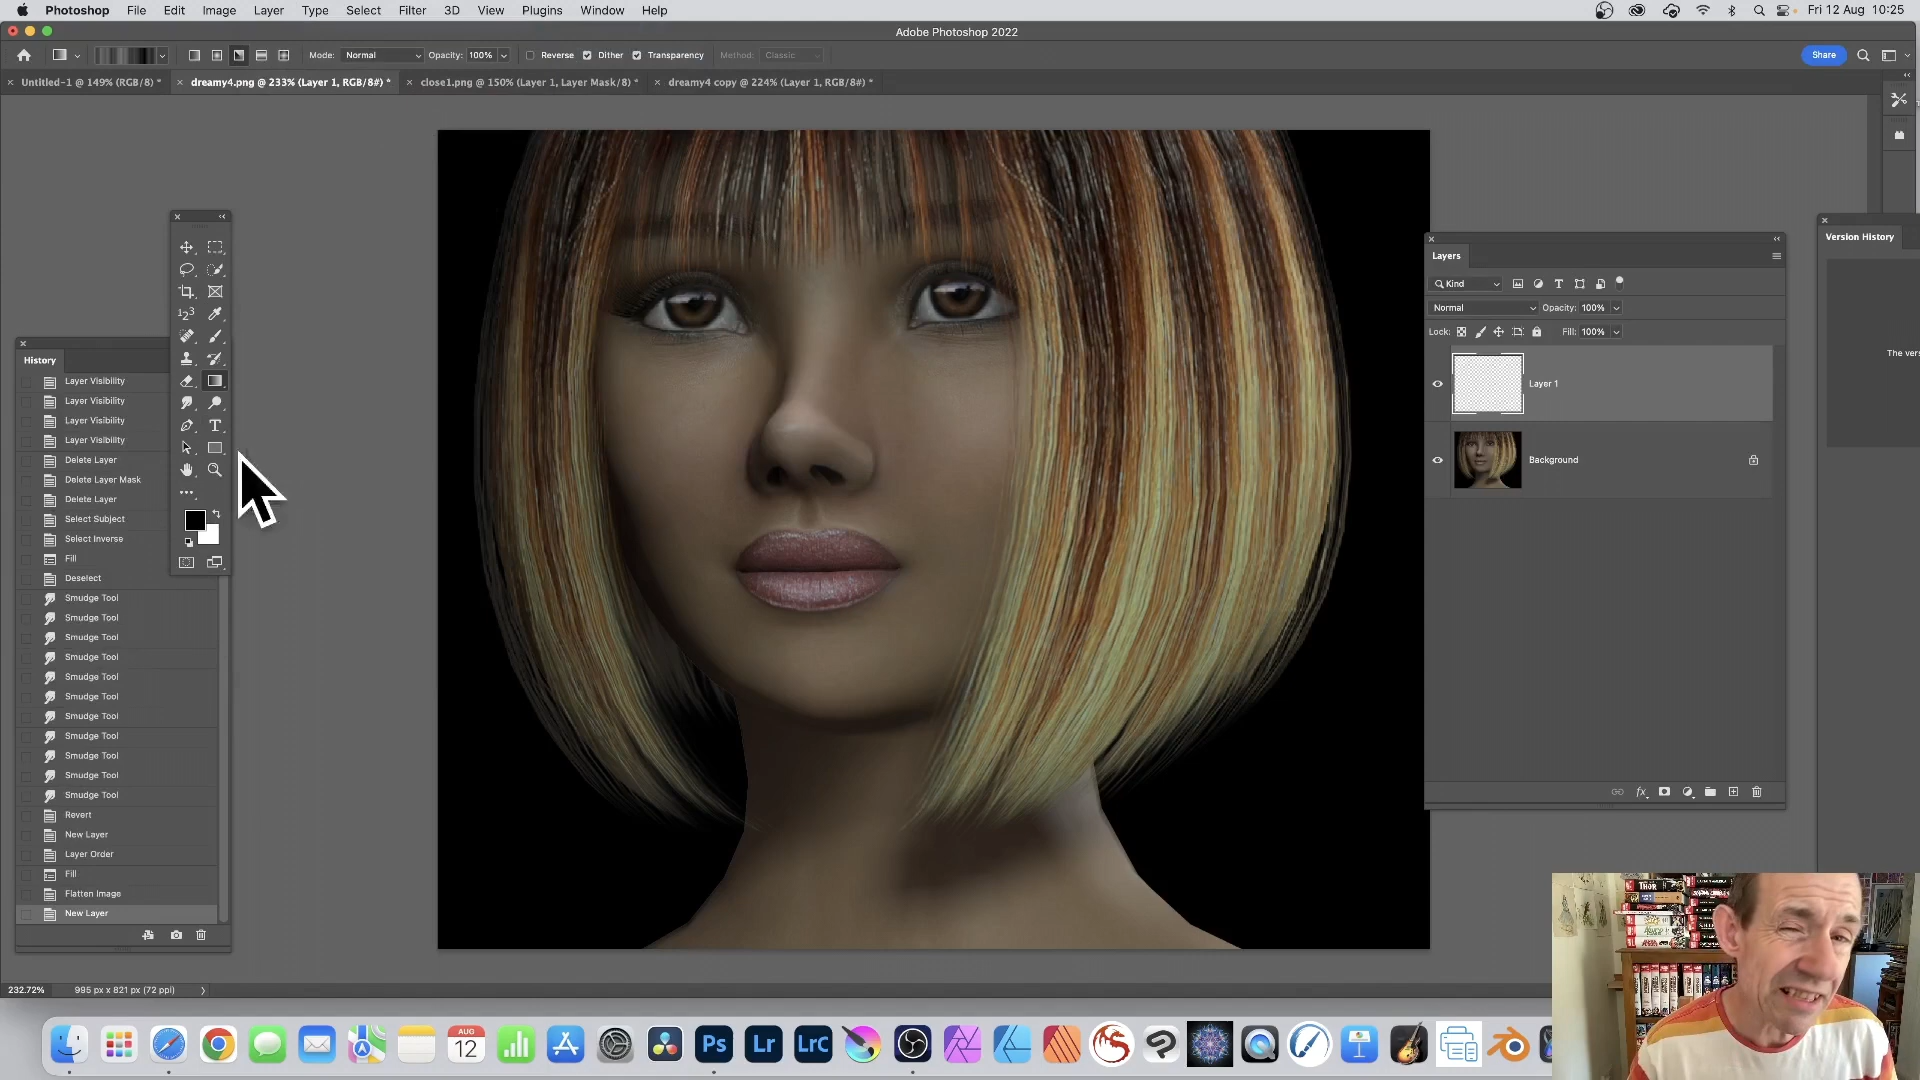 Photoshop File Edit Image Layer Type Select Filter 3D View Plugins Window Help Fri 12 Aug 10:25
Adobe Photoshop 2022
Mode: Normal Opacity: 100% Reverse Dither Transparency Method: Classic Share
Untitled-1 @ 149% (RGB/8) * dreamy4.png @ 233% (Layer 1, RGB/8#) * close1.png @ 150% (Layer 1, Layer Mask/8) * dreamy4 copy @ 224% (Layer 1, RGB/8#) *
History
Layer Visibility
Layer Visibility
Layer Visibility
Layer Visibility
Delete Layer
Delete Layer Mask
Delete Layer
Select Subject
Select Inverse
Fill
Deselect
Smudge Tool
Smudge Tool
Smudge Tool
Smudge Tool
Smudge Tool
Smudge Tool
Smudge Tool
Smudge Tool
Smudge Tool
Smudge Tool
Smudge Tool
Revert
New Layer
Layer Order
Fill
Flatten Image
New Layer
Layers
Kind
Normal Opacity: 100%
Lock: Fill: 100%
Layer 1
Background
Version History
The vers
232.72% 995 px x 821 px (72 ppi)
THOR
AUG
12
Ps Lr LrC